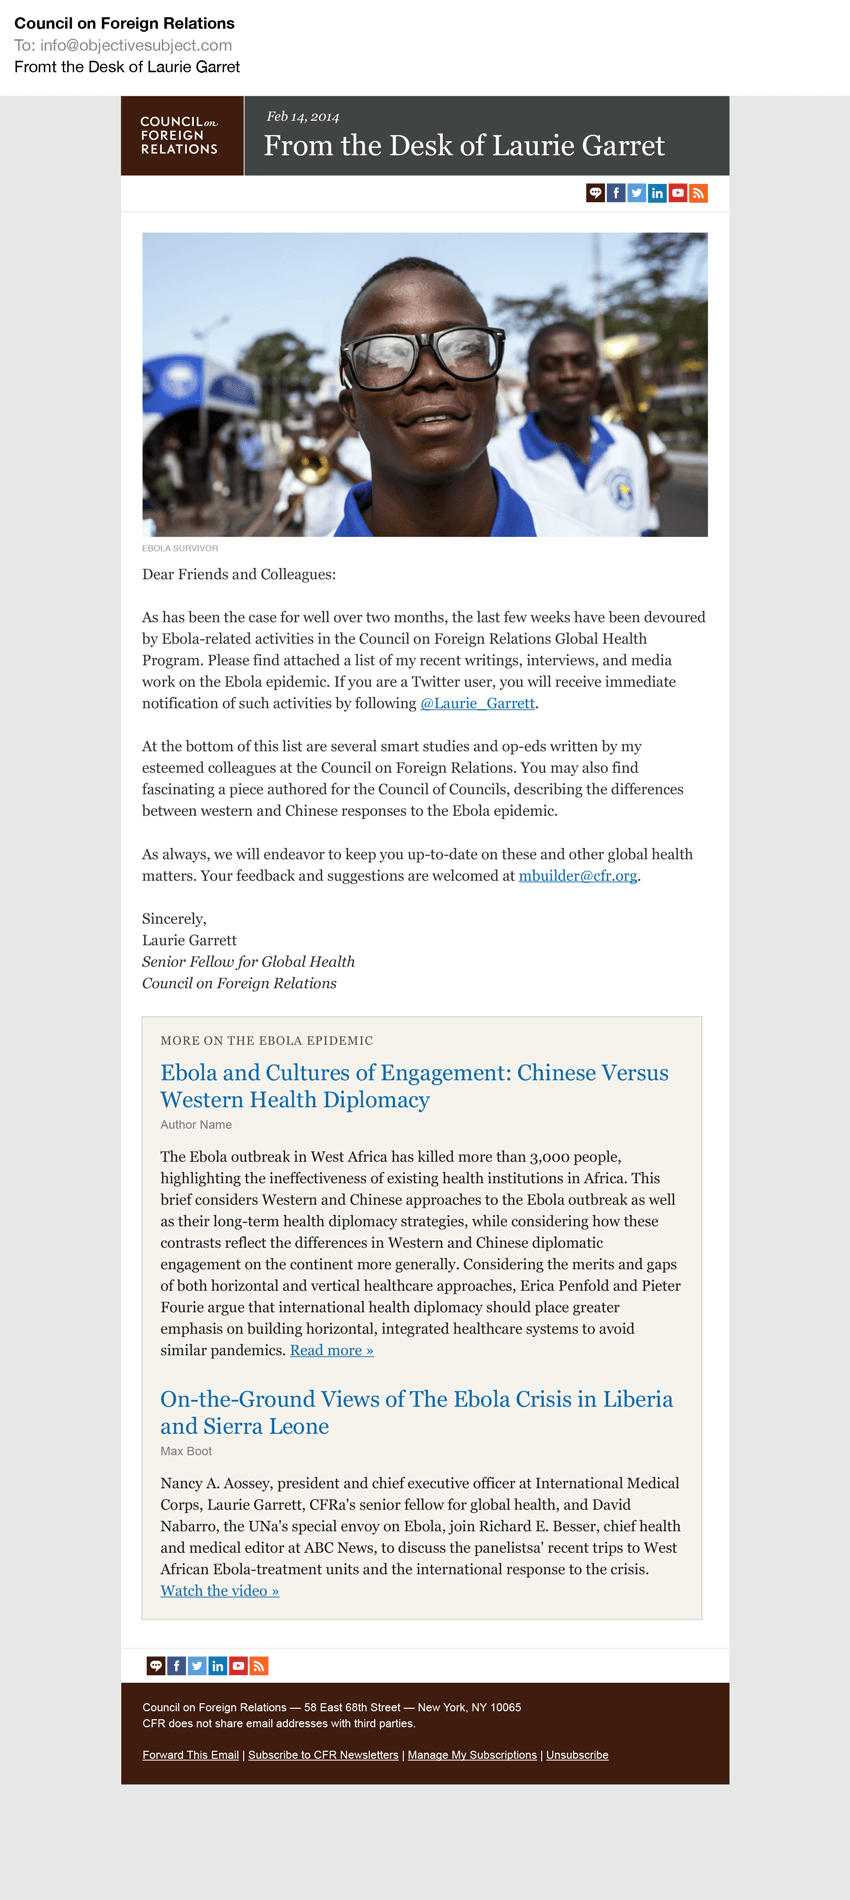 Council on Foreign Relations
To: info@objectivesubject.com
Fromt the Desk of Laurie Garret
COUNCIL on
FOREIGN
RELATIONS
Feb 14, 2014
From the Desk of Laurie Garret
EBOLA SURVIVOR
Dear Friends and Colleagues:
As has been the case for well over two months, the last few weeks have been devoured
by Ebola-related activities in the Council on Foreign Relations Global Health
Program. Please find attached a list of my recent writings, interviews, and media
work on the Ebola epidemic. If you are a Twitter user, you will receive immediate
notification of such activities by following @Laurie_Garrett.
At the bottom of this list are several smart studies and op-eds written by my
esteemed colleagues at the Council on Foreign Relations. You may also find
fascinating a piece authored for the Council of Councils, describing the differences
between western and Chinese responses to the Ebola epidemic.
As always, we will endeavor to keep you up-to-date on these and other global health
matters. Your feedback and suggestions are welcomed at mbuilder@cfr.org.
Sincerely,
Laurie Garrett
Senior Fellow for Global Health
Council on Foreign Relations
MORE ON THE EBOLA EPIDEMIC
Ebola and Cultures of Engagement: Chinese Versus
Western Health Diplomacy
Author Name
The Ebola outbreak in West Africa has killed more than 3,000 people,
highlighting the ineffectiveness of existing health institutions in Africa. This
brief considers Western and Chinese approaches to the Ebola outbreak as well
as their long-term health diplomacy strategies, while considering how these
contrasts reflect the differences in Western and Chinese diplomatic
engagement on the continent more generally. Considering the merits and gaps
of both horizontal and vertical healthcare approaches, Erica Penfold and Pieter
Fourie argue that international health diplomacy should place greater
emphasis on building horizontal, integrated healthcare systems to avoid
similar pandemics. Read more »
On-the-Ground Views of The Ebola Crisis in Liberia
and Sierra Leone
Max Boot
Nancy A. Aossey, president and chief executive officer at International Medical
Corps, Laurie Garrett, CFRa's senior fellow for global health, and David
Nabarro, the UNa's special envoy on Ebola, join Richard E. Besser, chief health
and medical editor at ABC News, to discuss the panelistsa' recent trips to West
African Ebola-treatment units and the international response to the crisis.
Watch the video »
Council on Foreign Relations — 58 East 68th Street — New York, NY 10065
CFR does not share email addresses with third parties.
Forward This Email | Subscribe to CFR Newsletters | Manage My Subscriptions | Unsubscribe